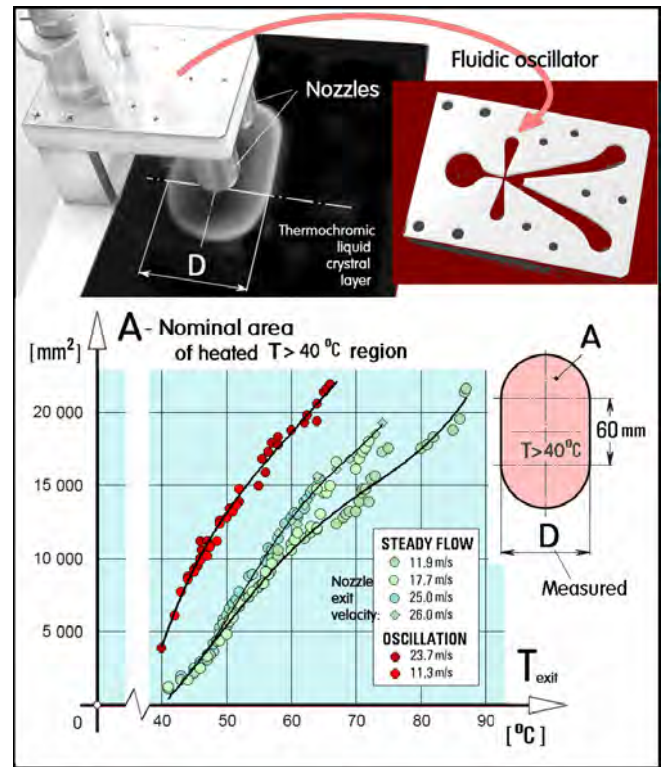 Fluidic oscillator
Nozzles
Thermochromic
liquid
crystral
layer
D
A - Nominal area
of heated T > 40 °C region
[mm²]
20 000
15 000
10 000
5 000
0
40
50
60
70
80
90
T exit
[°C]
STEADY FLOW
Nozzle
exit
velocity:
11.9 m/s
17.7 m/s
25.0 m/s
26.0 m/s
OSCILLATION
23.7 m/s
11.3 m/s
A
60 mm
T>40°C
D
Measured